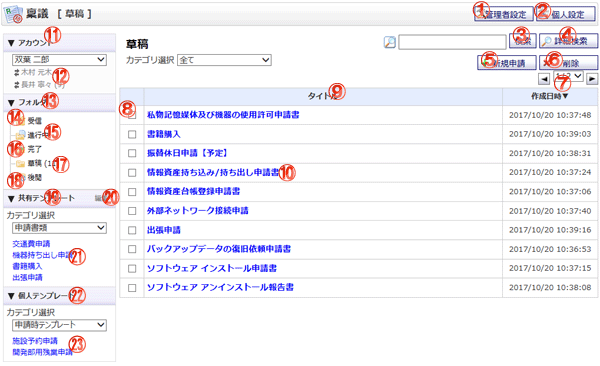 稟議 [ 草稿 ]
① 管理者設定 ② 個人設定
⑪
▼ アカウント
双葉 二郎
木村 元太
⑫
長井 寧々
▼ フォルダ ⑬
⑭ 受信
進行中 ⑮
⑯ 完了
草稿 ⑰
⑱ 後閲
▼ 共有テンプレート ⑲ ⑳
カテゴリ選択
申請書類
交通費申請
機器持ち出し申請 ㉑
書籍購入
出張申請
▼ 個人テンプレート ㉒
カテゴリ選択
申請時テンプレート
施設予約申請
開発部用残業申請 ㉓
草稿
③ 検索 ④ 詳細検索
カテゴリ選択 全て
⑤ 新規申請 ⑥ 削除
⑦
タイトル ⑨ 作成日時▼
⑧ 私物記憶媒体及び機器の使用許可申請書 2017/10/20 10:37:48
書籍購入 2017/10/20 10:39:03
振替休日申請【予定】 2017/10/20 10:38:31
情報資産持ち込み/持ち出し申請書 ⑩ 2017/10/20 10:37:24
情報資産台帳登録申請書 2017/10/20 10:37:06
外部ネットワーク接続申請 2017/10/20 10:37:40
出張申請 2017/10/20 10:39:16
バックアップデータの復旧依頼申請書 2017/10/20 10:36:53
ソフトウェア インストール申請書 2017/10/20 10:37:15
ソフトウェア アンインストール報告書 2017/10/20 10:38:08